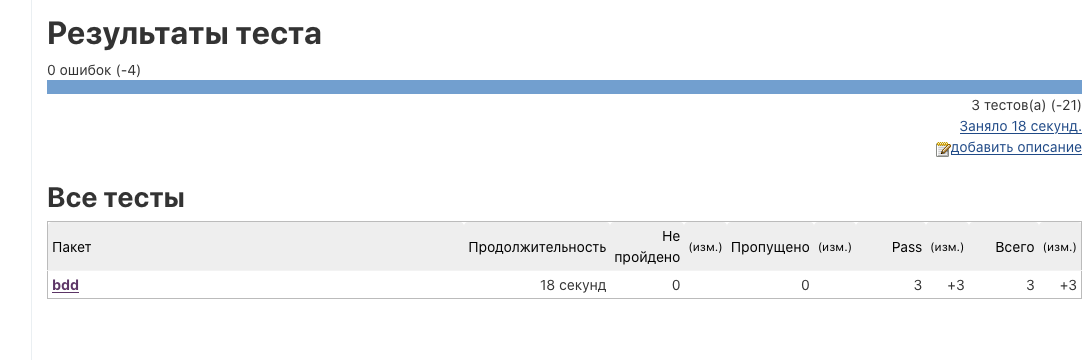 Результаты теста
0 ошибок (-4)
3 тестов(а) (-21)
Заняло 18 секунд.
добавить описание
Все тесты
Пакет Продолжительность Не пройдено (изм.) Пропущено (изм.) Pass (изм.) Всего (изм.)
bdd 18 секунд 0 0 3 +3 3 +3